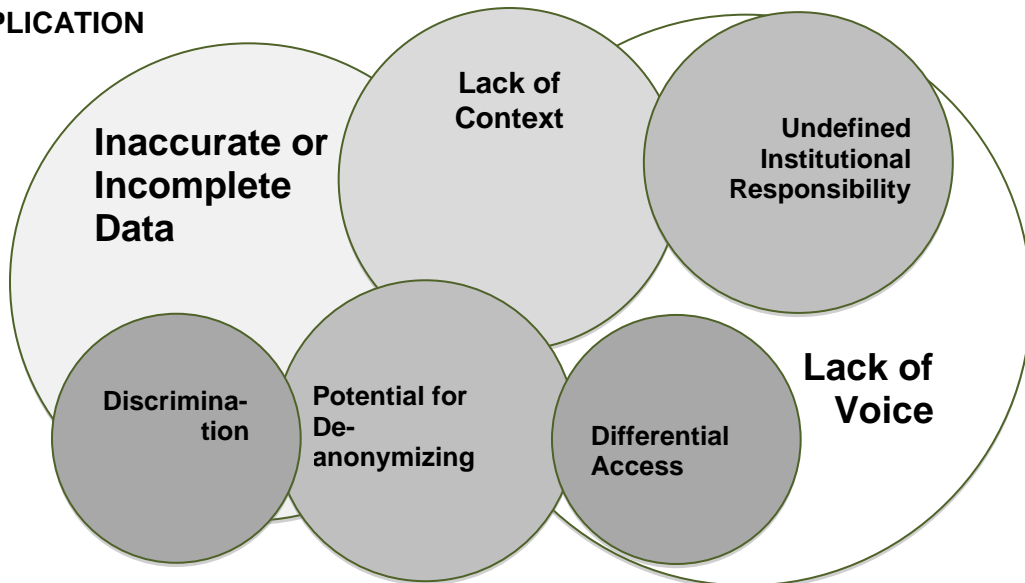 PLICATION
Lack of
Context
Undefined
Institutional
Responsibility
Inaccurate or
Incomplete
Data
Lack of
Voice
Discrimina-
tion
Potential for
De-
anonymizing
Differential
Access